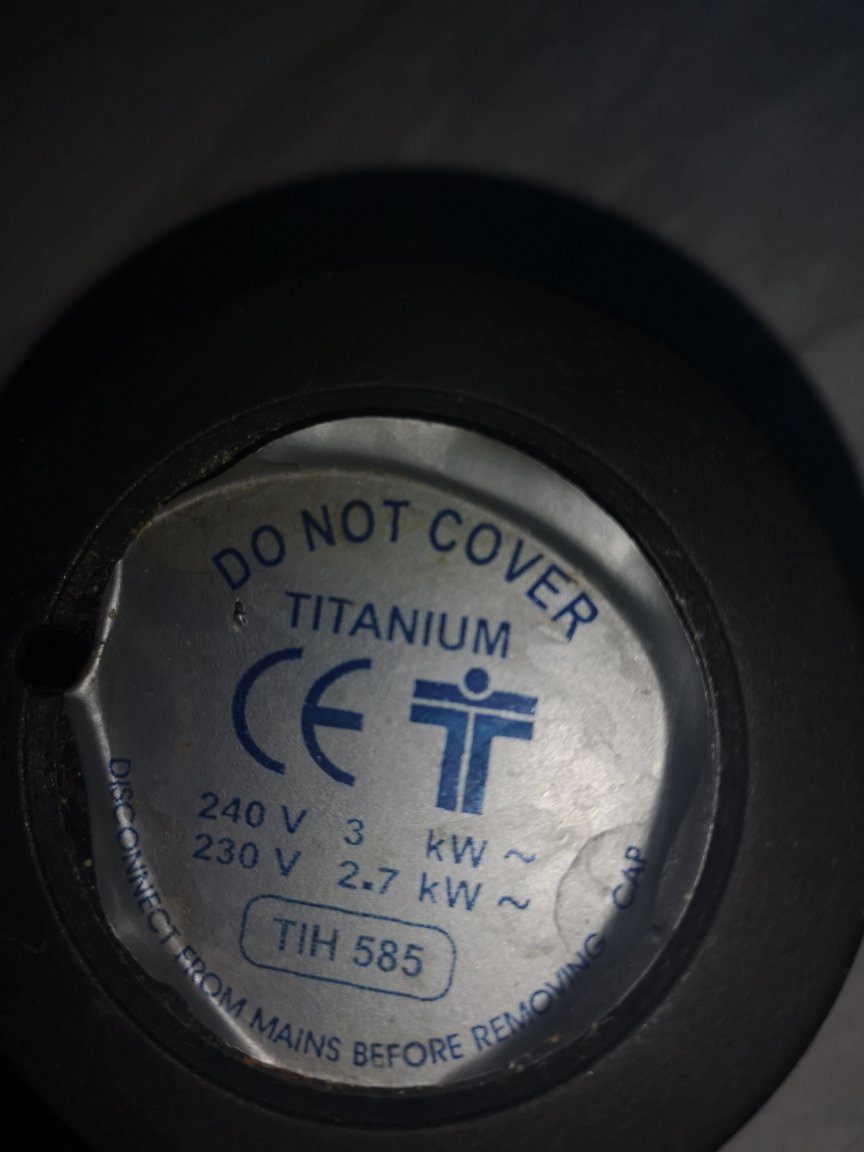 DO NOT COVER
TITANIUM
CE
240 V 3 kW ~
230 V 2.7 kW ~
TIH 585
DISCONNECT FROM MAINS BEFORE REMOVING CAP